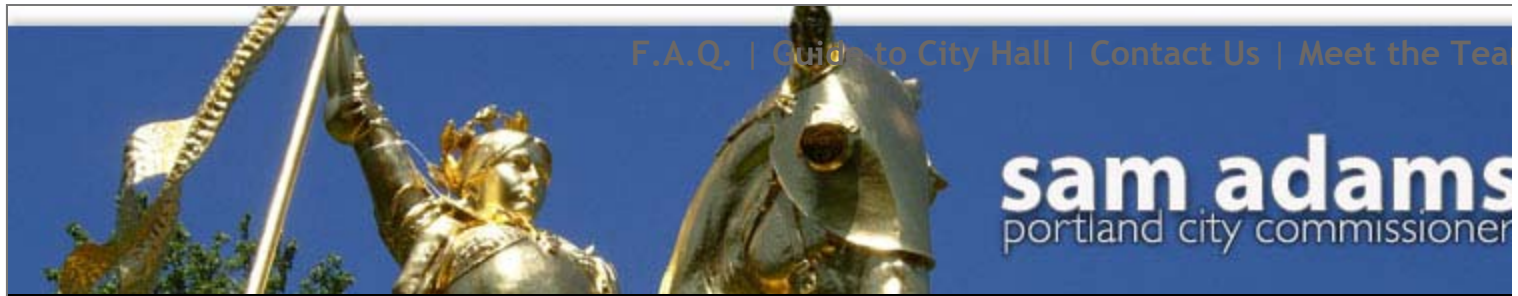 F.A.Q. | Guide to City Hall | Contact Us | Meet the Tea
sam adams
portland city commissioner